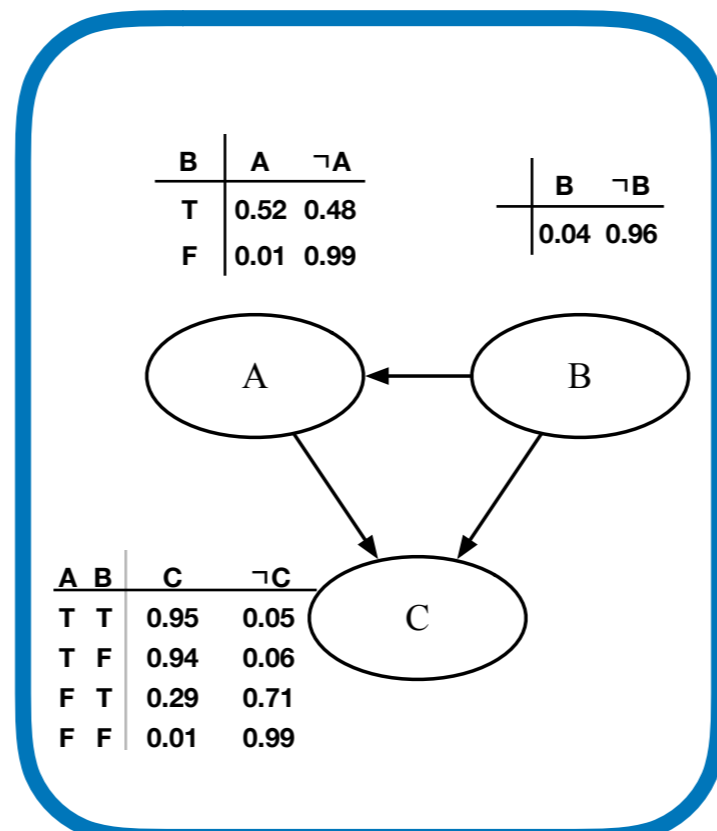 B A ¬A
T 0.52 0.48
F 0.01 0.99
B ¬B
0.04 0.96
A
B
A B C ¬C
T T 0.95 0.05
T F 0.94 0.06
F T 0.29 0.71
F F 0.01 0.99
C